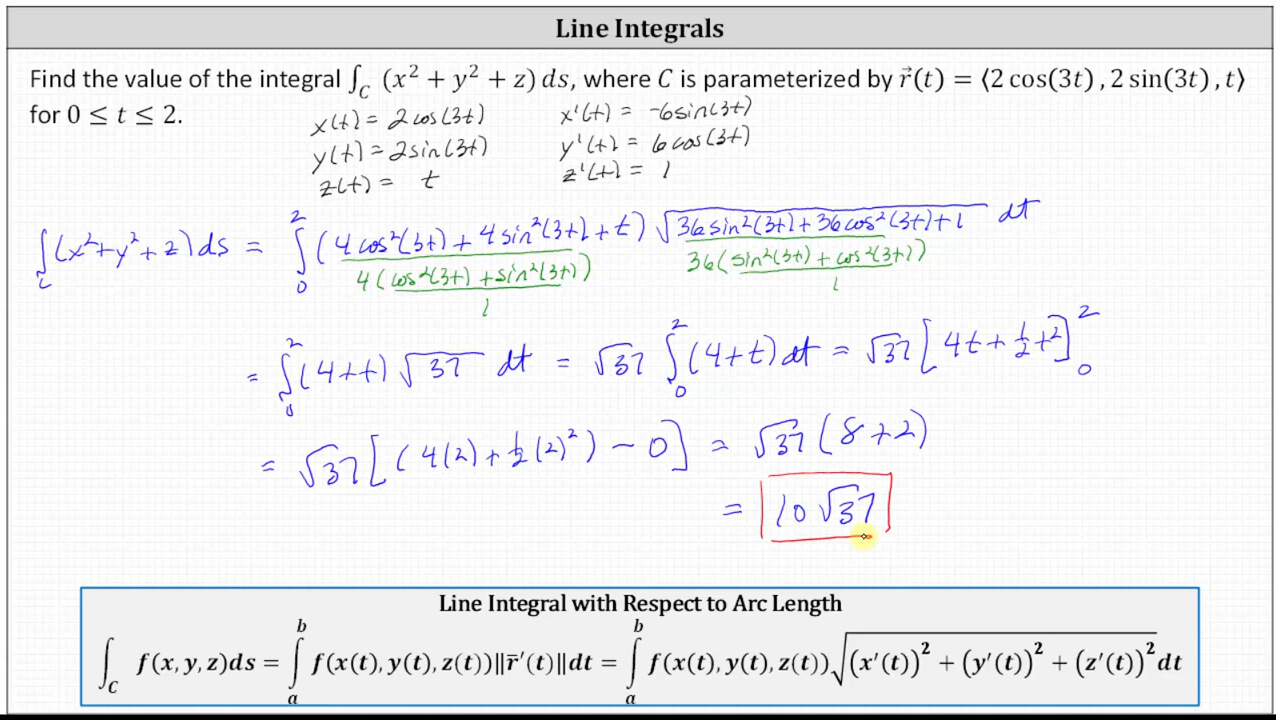 Line Integrals
Find the value of the integral ∫_C (x² + y² + z) ds, where C is parameterized by r⃗(t) = ⟨2 cos(3t), 2 sin(3t), t⟩
for 0 ≤ t ≤ 2.
x(t) = 2cos(3t) x'(t) = -6sin(3t)
y(t) = 2sin(3t) y'(t) = 6cos(3t)
z(t) = t z'(t) = 1
∫_C (x² + y² + z) ds = ∫_0^2 (4cos²(3t) + 4sin²(3t) + t) √(36sin²(3t) + 36cos²(3t) + 1) dt
4(cos²(3t) + sin²(3t)) 36(sin²(3t) + cos²(3t))
1 1
= ∫_0^2 (4+t) √37 dt = √37 ∫_0^2 (4+t) dt = √37 [4t + ½t²]_0^2
= √37 [(4(2) + ½(2)²) − 0] = √37 (8+2)
= 10√37
Line Integral with Respect to Arc Length
∫_C f(x, y, z)ds = ∫_a^b f(x(t), y(t), z(t))‖r̄′(t)‖dt = ∫_a^b f(x(t), y(t), z(t))√((x′(t))² + (y′(t))² + (z′(t))²)dt